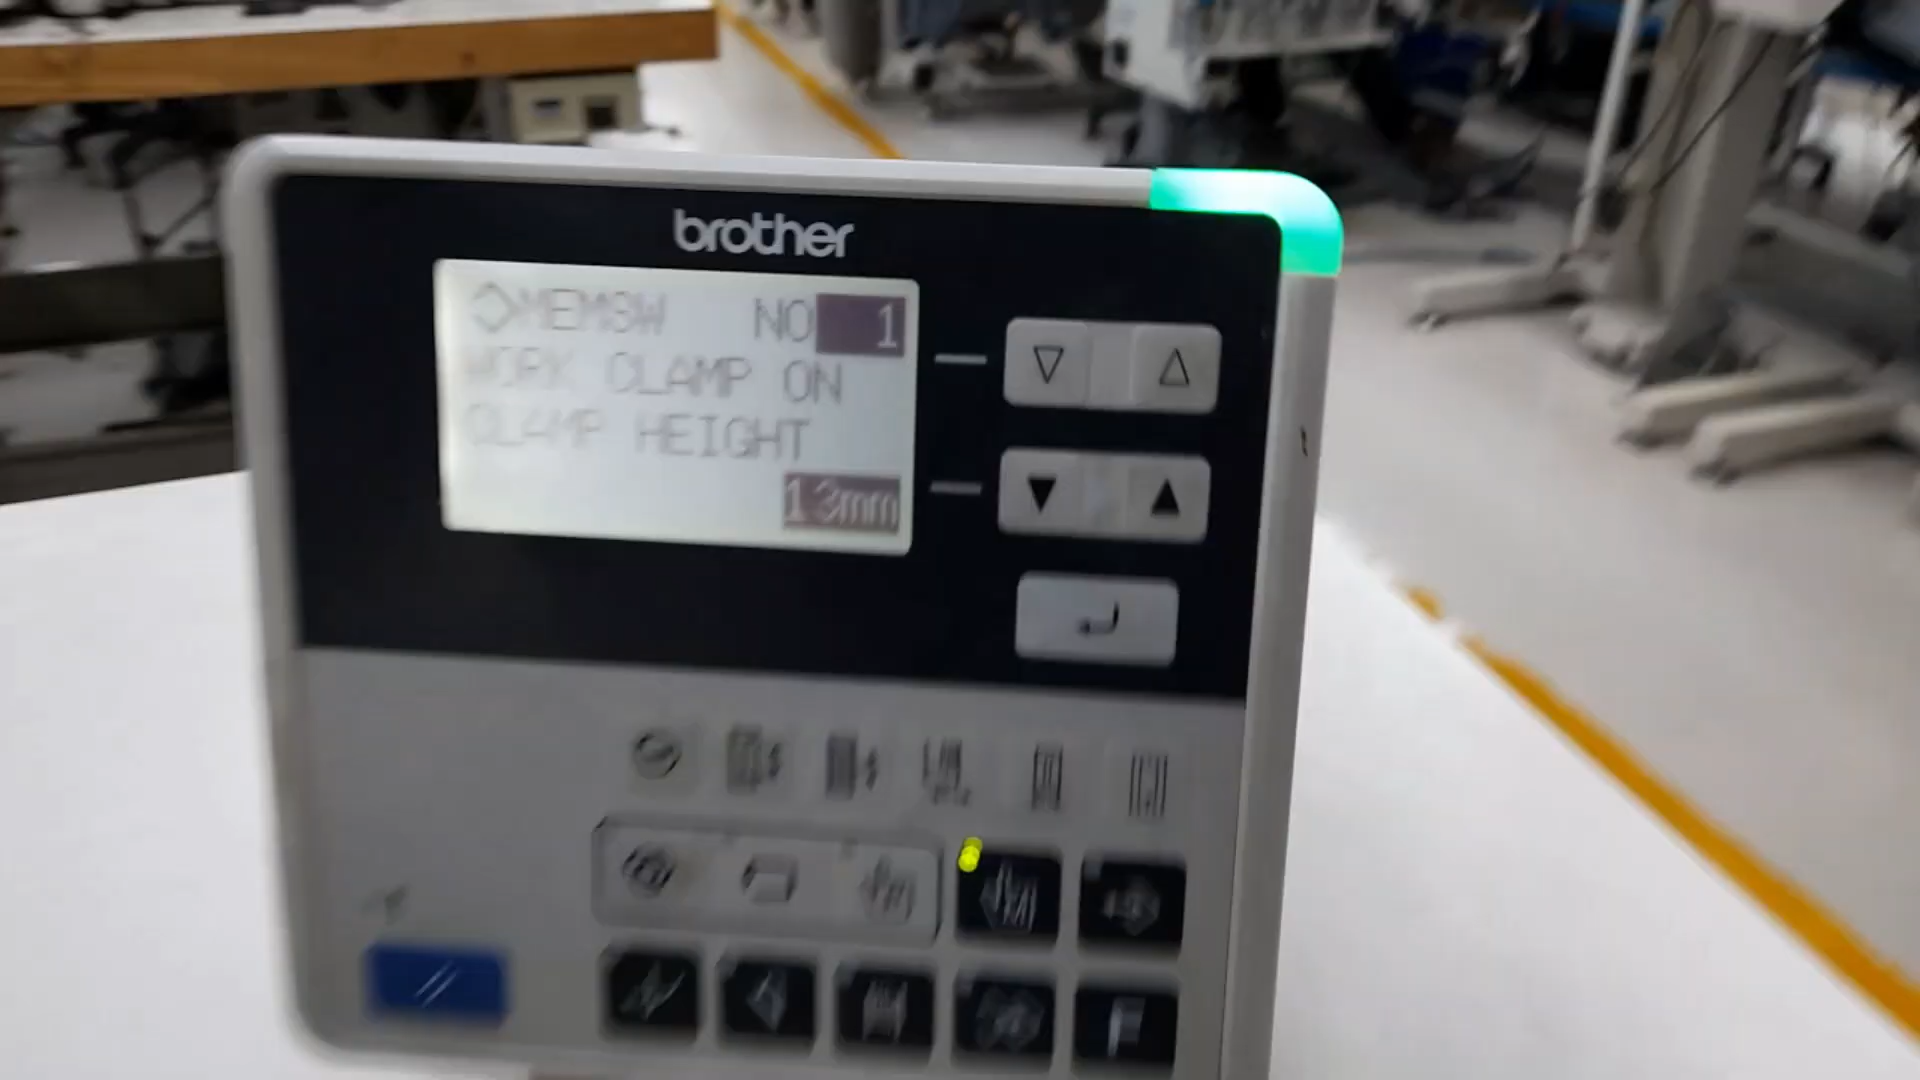 brother
MEMSW NO 1
WORK CLAMP ON
CLAMP HEIGHT
13mm
F